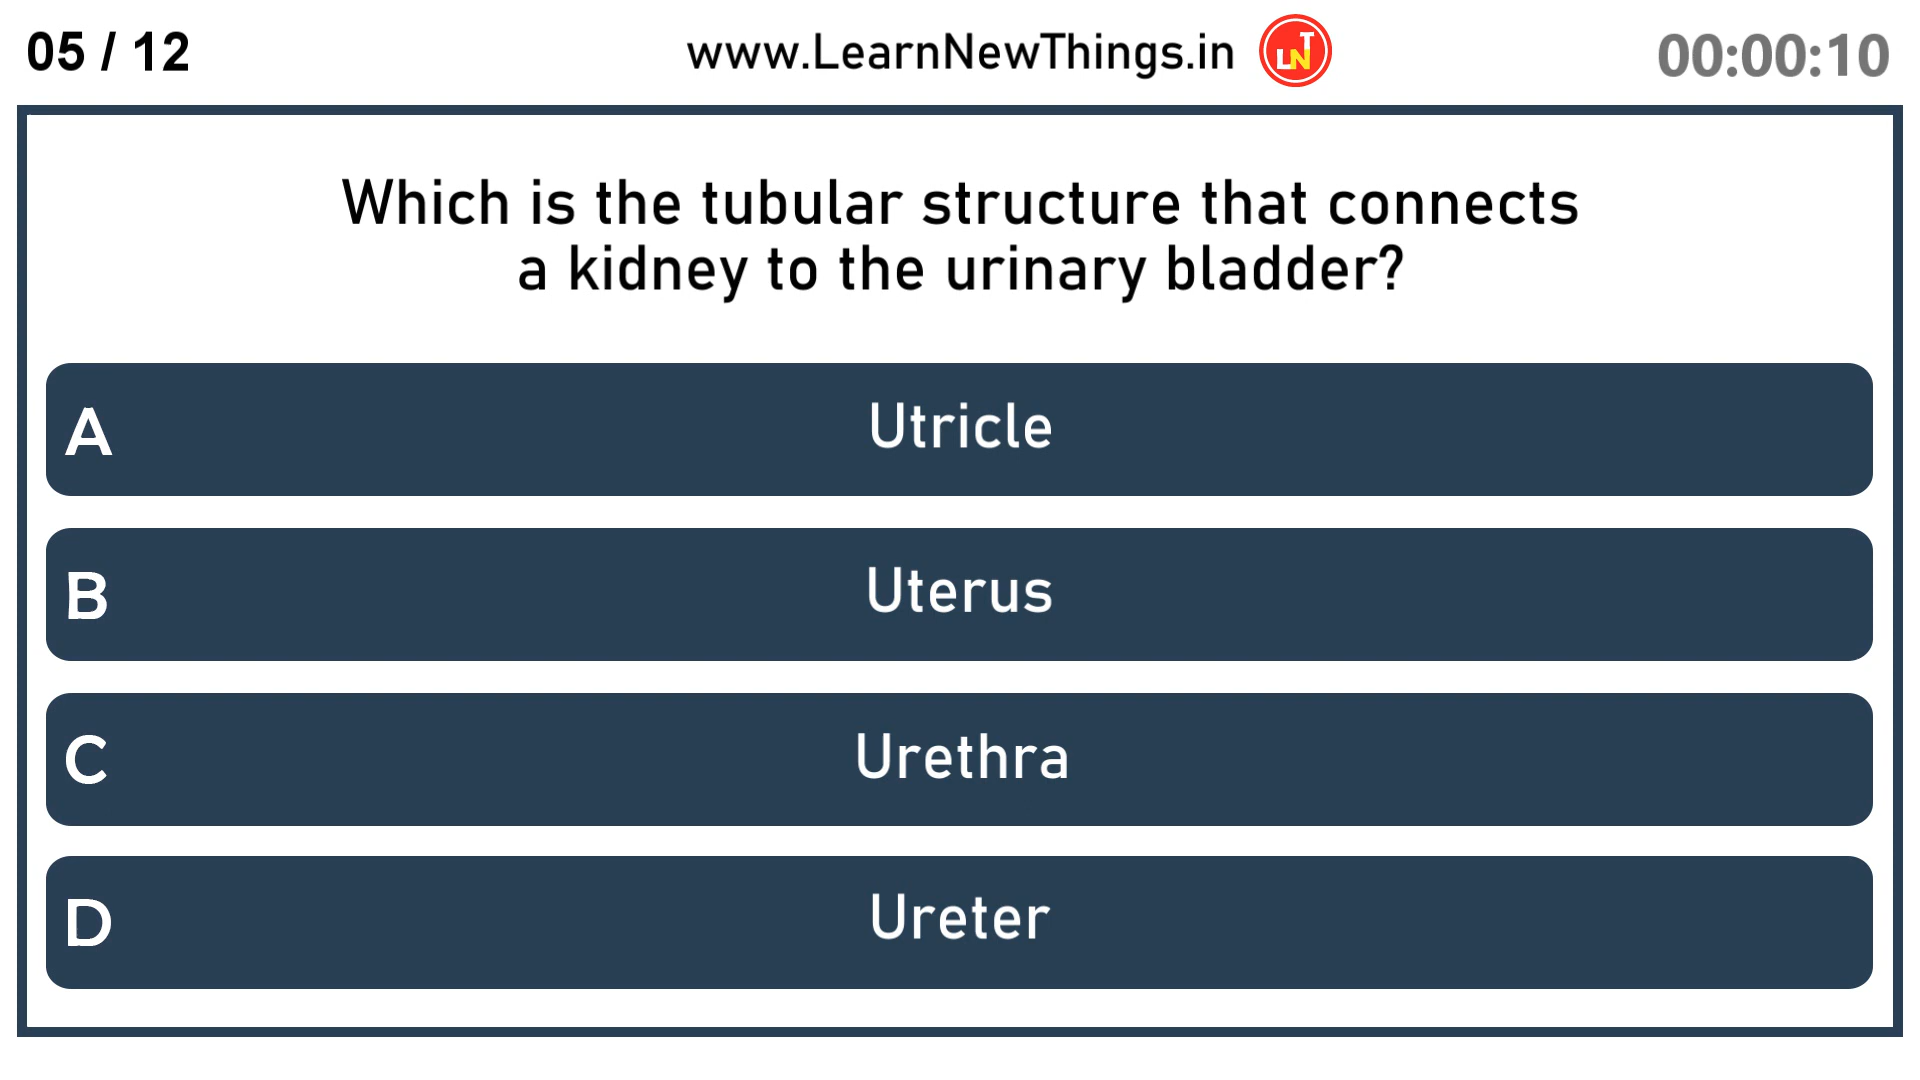 05 / 12
www.LearnNewThings.in
LNT
00:00:10
Which is the tubular structure that connects
a kidney to the urinary bladder?
A Utricle
B Uterus
C Urethra
D Ureter